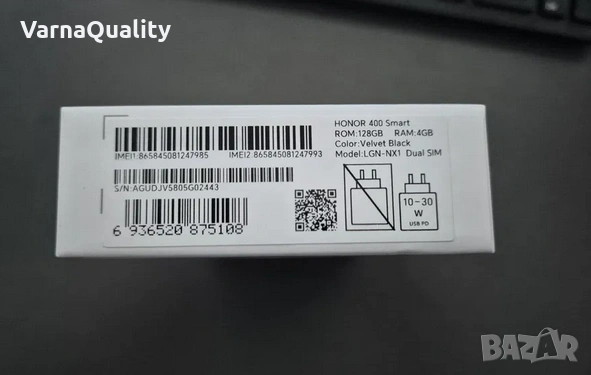 VarnaQuality
HONOR 400 Smart
ROM:128GB RAM:4GB
Color:Velvet Black
Model:LGN-NX1 Dual SIM
IMEI1:865845081247985 IMEI2 865845081247993
S/N:AGUDJV5805G02443
6 936520 875108
10-30
W
USB PD
BAZAR